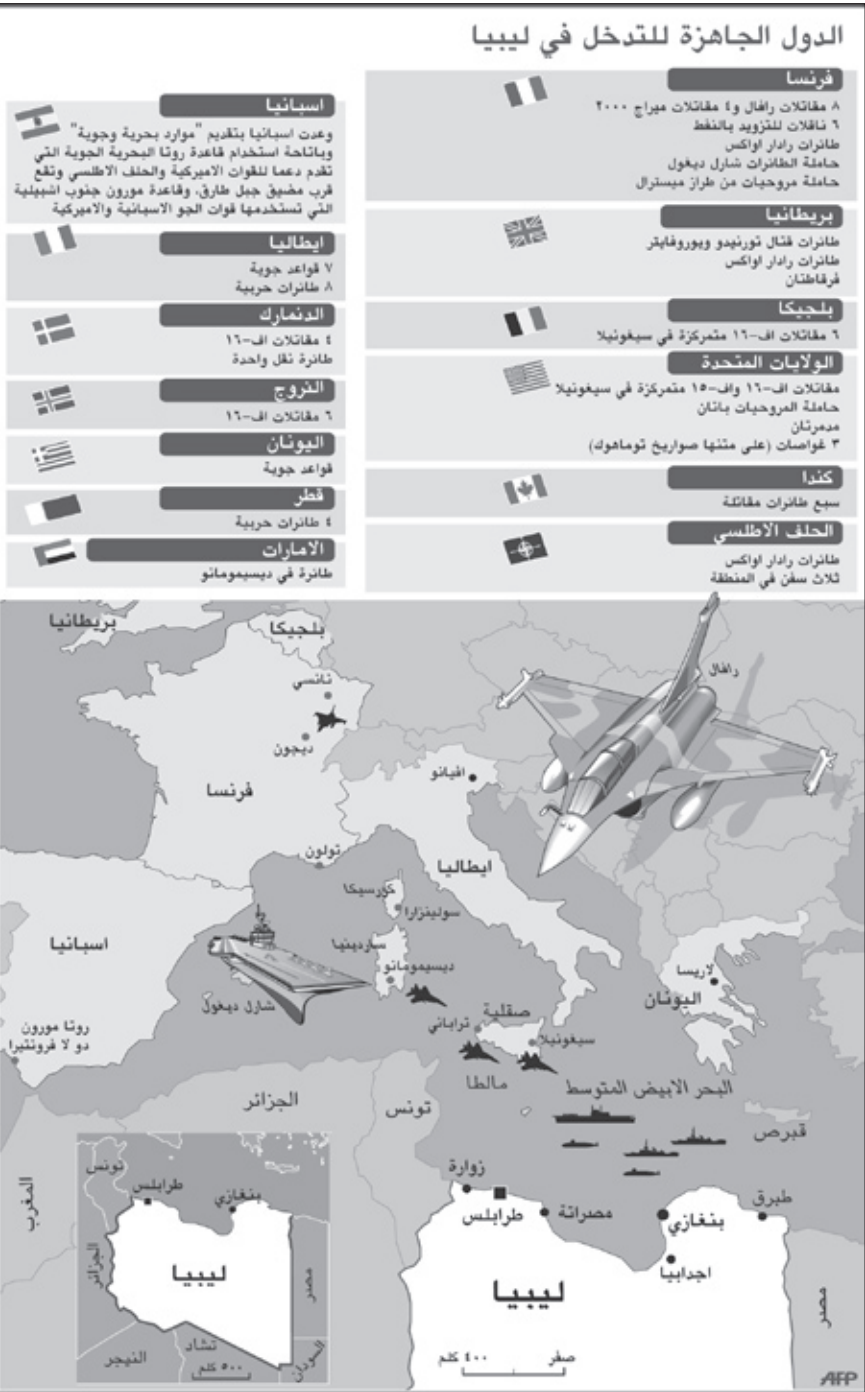 الدول الجاهزة للتدخل في ليبيا
فرنسا
٨ مقاتلات رافال و٤ مقاتلات ميراج ٢٠٠٠
٦ ناقلات للتزويد بالنفط
طائرات رادار اواكس
حاملة الطائرات شارل ديغول
حاملة مروحيات من طراز ميسترال
بريطانيا
طائرات قتال تورنيدو ويوروفايتر
طائرات رادار اواكس
فرقاطتان
بلجيكا
٦ مقاتلات اف-١٦ متمركزة في سيغونيلا
الولايات المتحدة
مقاتلات اف-١٦ واف-١٥ متمركزة في سيغونيلا
حاملة المروحيات باتان
مدمرتان
٣ غواصات (على متنها صواريخ توماهوك)
كندا
سبع طائرات مقاتلة
الحلف الاطلسي
طائرات رادار اواكس
ثلاث سفن في المنطقة
اسبانيا
وعدت اسبانيا بتقديم "موارد بحرية وجوية"
وباتاحة استخدام قاعدة روتا البحرية الجوية التي
تقدم دعما للقوات الاميركية والحلف الاطلسي وتقع
قرب مضيق جبل طارق، وقاعدة مورون جنوب اشبيلية
التي تستخدمها قوات الجو الاسبانية والاميركية
ايطاليا
٧ قواعد جوية
٨ طائرات حربية
الدنمارك
٤ مقاتلات اف-١٦
طائرة نقل واحدة
النروج
٦ مقاتلات اف-١٦
اليونان
قواعد جوية
قطر
٤ طائرات حربية
الامارات
طائرة في ديسيمومانو
بريطانيا
بلجيكا
رافال
نانسي
ديجون
افيانو
فرنسا
تولون
ايطاليا
كورسيكا
سولينزارا
اسبانيا
ساردينيا
ديسيمومانو
لاريسا
اليونان
شارل ديغول
صقلية
تراباني
سيغونيلا
روتا مورون
دو لا فرونتيرا
مالطا
البحر الابيض المتوسط
الجزائر
تونس
قبرص
المغرب
زوارة
طرابلس
مصراتة
بنغازي
طبرق
اجدابيا
ليبيا
مصر
صفر
٤٠٠ كلم
تونس
طرابلس
بنغازي
الجزائر
ليبيا
مصر
النيجر
تشاد
السودان
٥٠٠ كلم
AFP